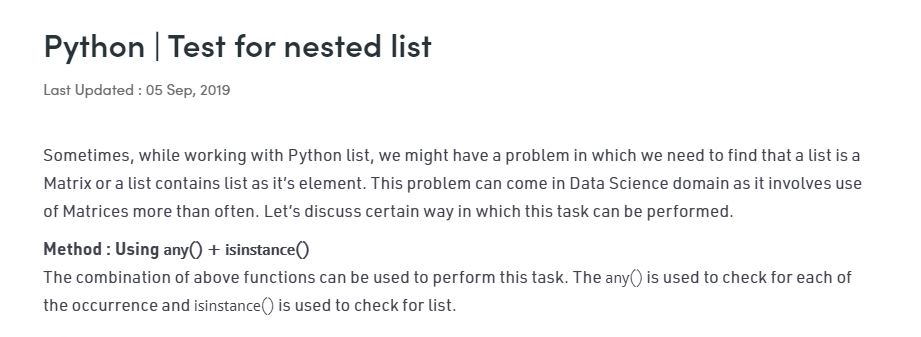 Python | Test for nested list
Last Updated : 05 Sep, 2019
Sometimes, while working with Python list, we might have a problem in which we need to find that a list is a
Matrix or a list contains list as it's element. This problem can come in Data Science domain as it involves use
of Matrices more than often. Let's discuss certain way in which this task can be performed.
Method : Using any() + isinstance()
The combination of above functions can be used to perform this task. The any() is used to check for each of
the occurrence and isinstance() is used to check for list.